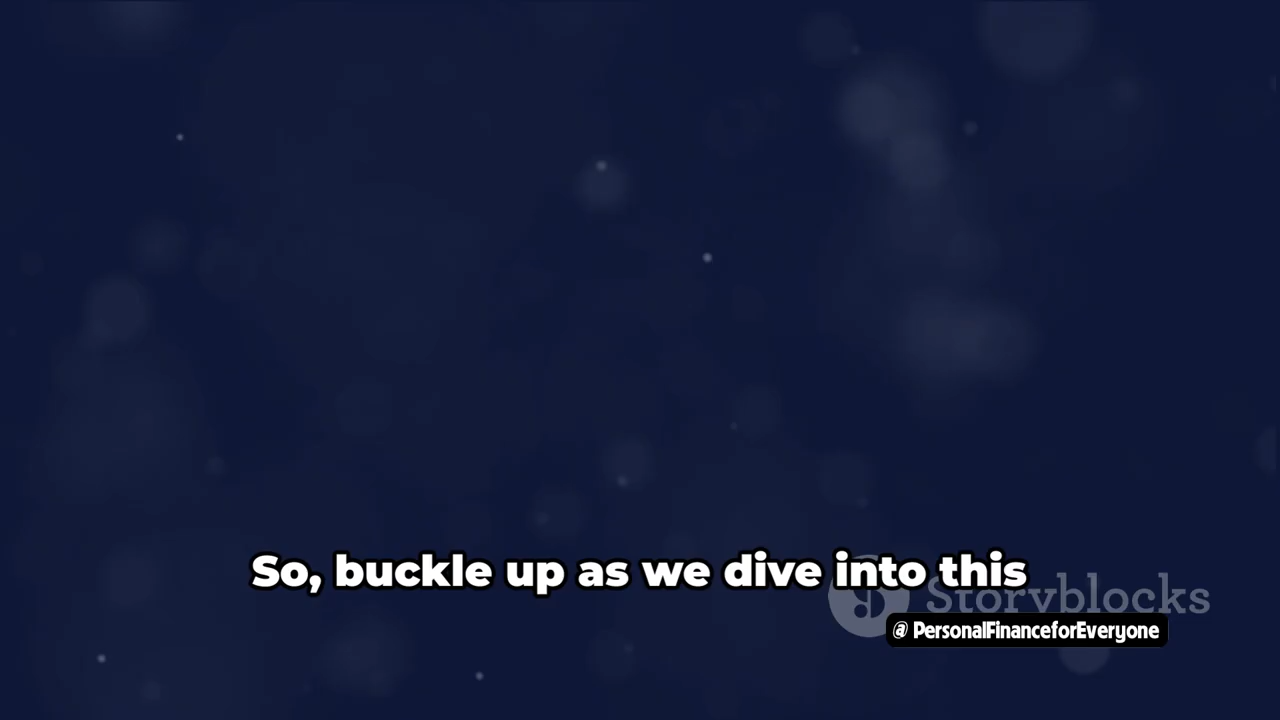 So, buckle up as we dive into this
Storyblocks
@ PersonalFinanceforEveryone